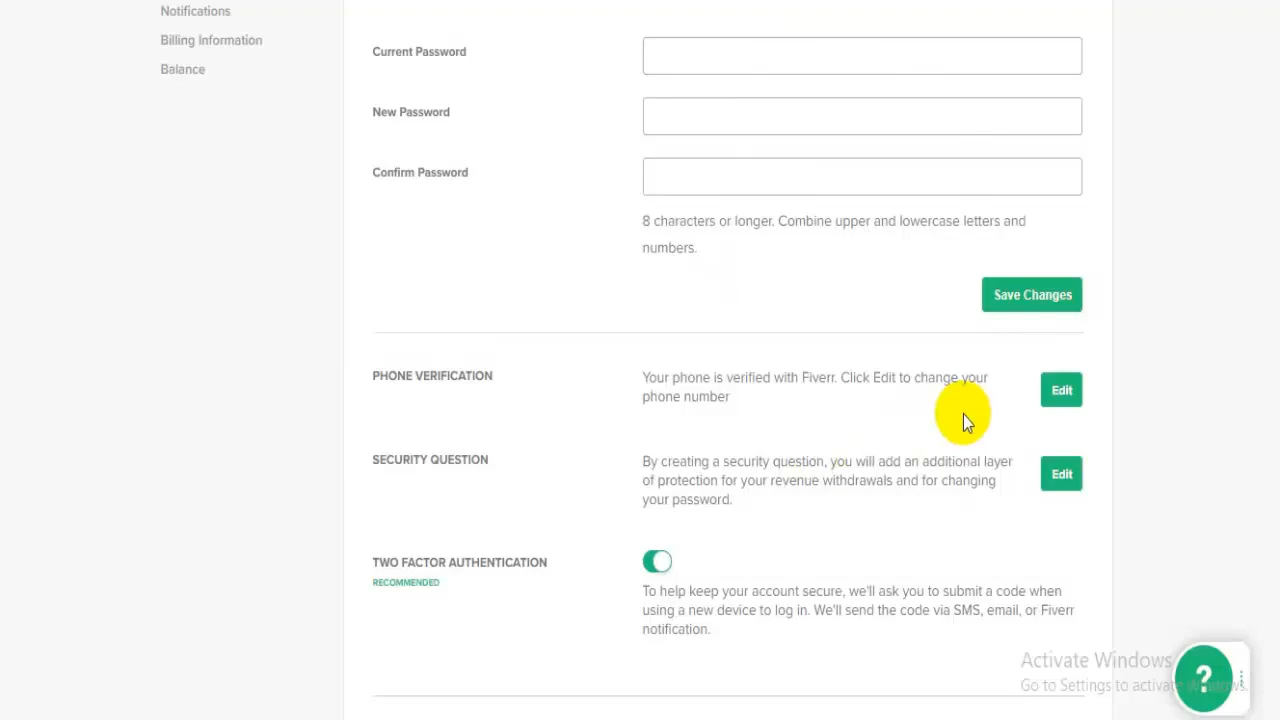 Notifications
Billing Information
Balance
Current Password
New Password
Confirm Password
8 characters or longer. Combine upper and lowercase letters and
numbers.
Save Changes
PHONE VERIFICATION
Your phone is verified with Fiverr. Click Edit to change your
phone number
Edit
SECURITY QUESTION
By creating a security question, you will add an additional layer
of protection for your revenue withdrawals and for changing
your password.
Edit
TWO FACTOR AUTHENTICATION
RECOMMENDED
To help keep your account secure, we'll ask you to submit a code when
using a new device to log in. We'll send the code via SMS, email, or Fiverr
notification.
Activate Windows
Go to Settings to activate Windows.
?